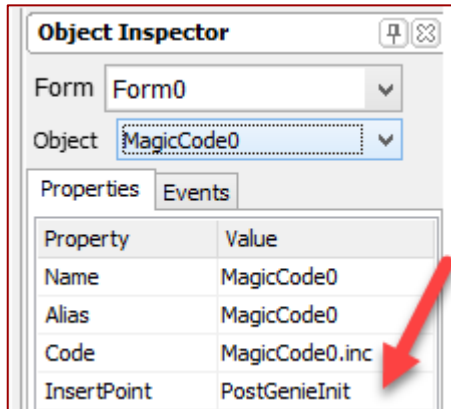 Object Inspector
Form Form0
Object MagicCode0
Properties Events
Property Value
Name MagicCode0
Alias MagicCode0
Code MagicCode0.inc
InsertPoint PostGenieInit